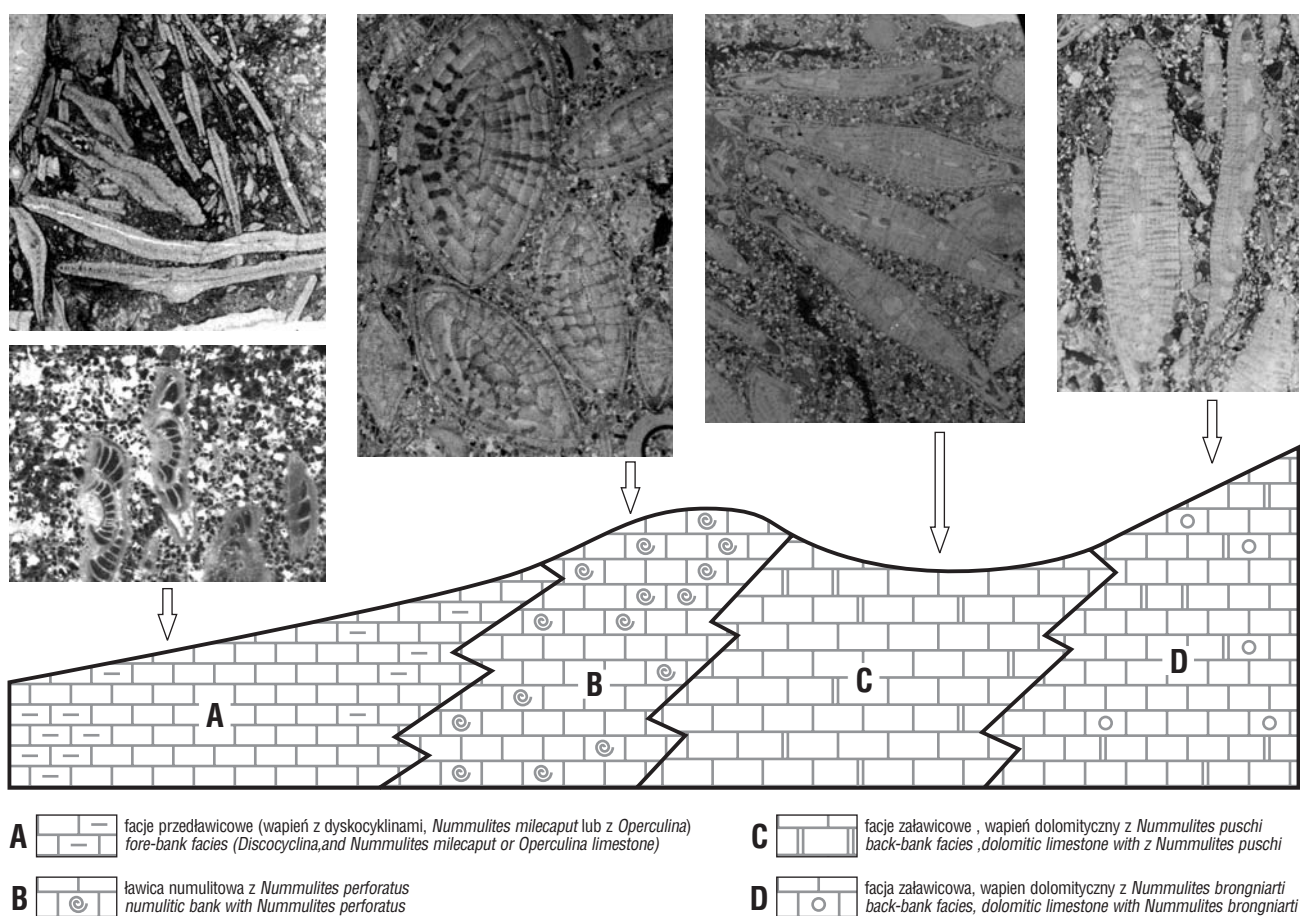 A
B
C
D
A
facje przedławicowe (wapień z dyskocyklinami, Nummulites milecaput lub z Operculina)
fore-bank facies (Discocyclina,and Nummulites milecaput or Operculina limestone)
B
ławica numulitowa z Nummulites perforatus
numulitic bank with Nummulites perforatus
C
facje załawicowe , wapień dolomityczny z Nummulites puschi
back-bank facies ,dolomitic limestone with z Nummulites puschi
D
facja załawicowa, wapien dolomityczny z Nummulites brongniarti
back-bank facies, dolomitic limestone with Nummulites brongniarti